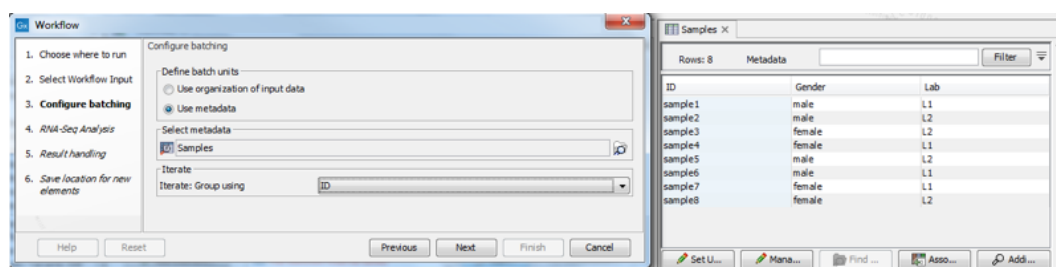 Gx Workflow
1. Choose where to run
2. Select Workflow Input
3. Configure batching
4. RNA-Seq Analysis
5. Result handling
6. Save location for new
elements
Configure batching
Define batch units
Use organization of input data
Use metadata
Select metadata
Samples
Iterate
Iterate: Group using ID
Help Reset Previous Next Finish Cancel
Samples
Rows: 8 Metadata Filter
ID Gender Lab
sample1 male L1
sample2 male L2
sample3 female L2
sample4 female L1
sample5 male L2
sample6 male L1
sample7 female L1
sample8 female L2
Set U... Mana... Find ... Asso... Addi...